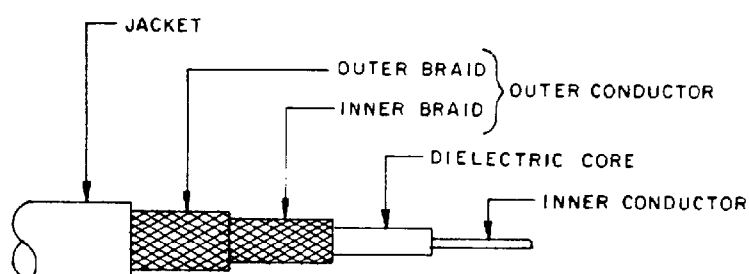 JACKET
OUTER BRAID
INNER BRAID
OUTER CONDUCTOR
DIELECTRIC CORE
INNER CONDUCTOR